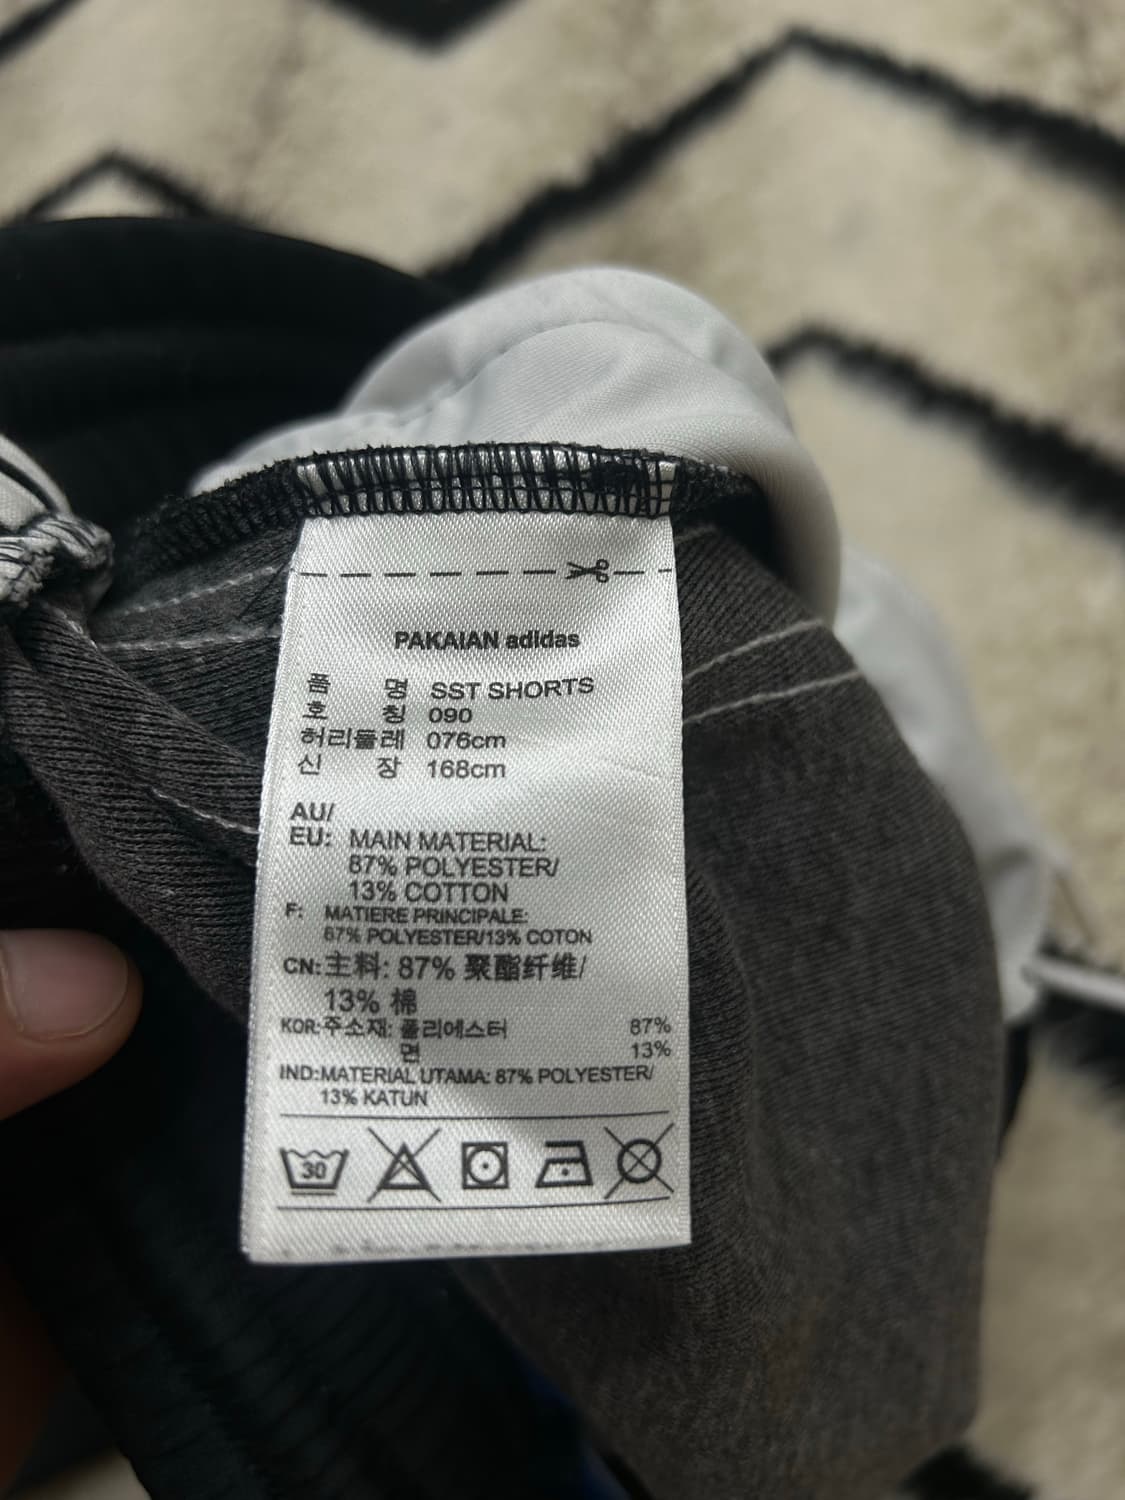 PAKAIAN adidas
품 명 SST SHORTS
호 칭 090
허리둘레 076cm
신 장 168cm
AU/
EU: MAIN MATERIAL:
87% POLYESTER/
13% COTTON
F: MATIERE PRINCIPALE:
87% POLYESTER/13% COTON
CN:主料: 87% 聚酯纤维/
13% 棉
KOR:주소재: 폴리에스터 87%
면 13%
IND:MATERIAL UTAMA: 87% POLYESTER/
13% KATUN
30